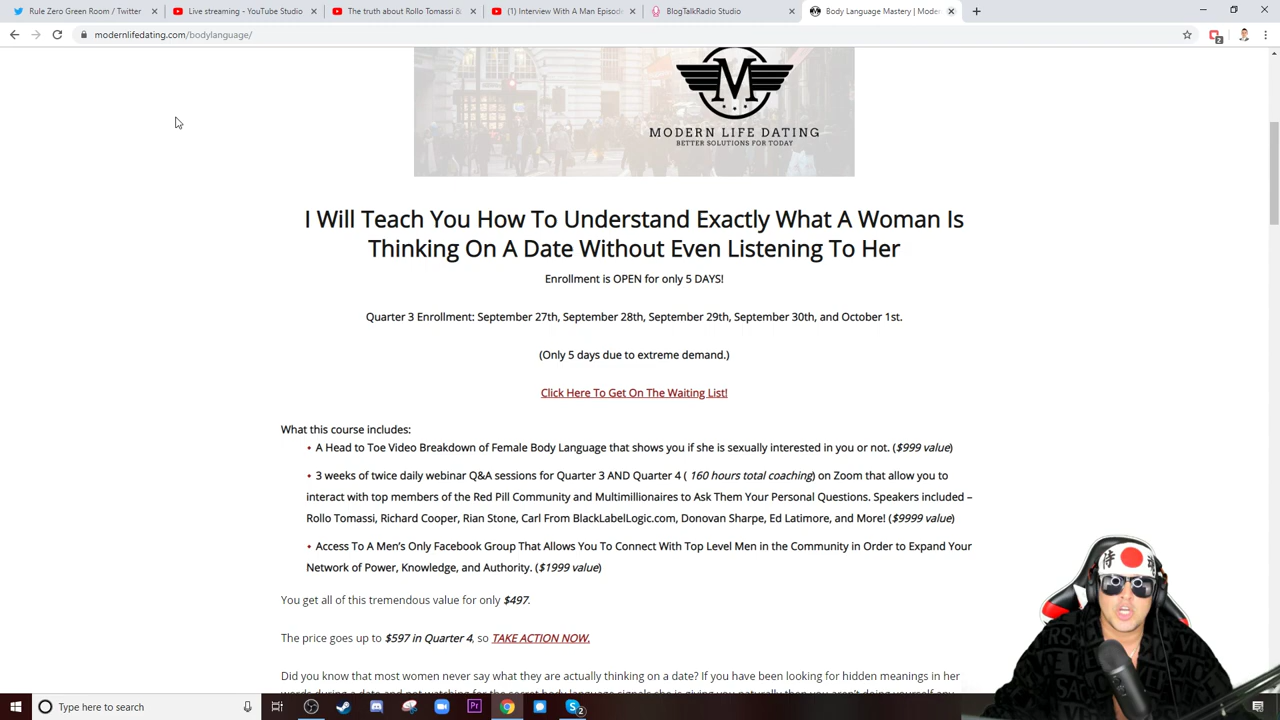 Rule Zero Green Room / Twitter
Live streaming - YouTube Studio
The truth about Rollo Tomassi &
(1) Interview With A Man Episode
BlogTalkRadio Studio
Body Language Mastery | Moder
modernlifedating.com/bodylanguage/
2
M
MODERN LIFE DATING
BETTER SOLUTIONS FOR TODAY
I Will Teach You How To Understand Exactly What A Woman Is
Thinking On A Date Without Even Listening To Her
Enrollment is OPEN for only 5 DAYS!
Quarter 3 Enrollment: September 27th, September 28th, September 29th, September 30th, and October 1st.
(Only 5 days due to extreme demand.)
Click Here To Get On The Waiting List!
What this course includes:
• A Head to Toe Video Breakdown of Female Body Language that shows you if she is sexually interested in you or not. ($999 value)
• 3 weeks of twice daily webinar Q&A sessions for Quarter 3 AND Quarter 4 ( 160 hours total coaching) on Zoom that allow you to
interact with top members of the Red Pill Community and Multimillionaires to Ask Them Your Personal Questions. Speakers included –
Rollo Tomassi, Richard Cooper, Rian Stone, Carl From BlackLabelLogic.com, Donovan Sharpe, Ed Latimore, and More! ($9999 value)
• Access To A Men's Only Facebook Group That Allows You To Connect With Top Level Men in the Community in Order to Expand Your
Network of Power, Knowledge, and Authority. ($1999 value)
You get all of this tremendous value for only $497.
The price goes up to $597 in Quarter 4, so TAKE ACTION NOW.
Did you know that most women never say what they are actually thinking on a date? If you have been looking for hidden meanings in her
Type here to search
Pr
2